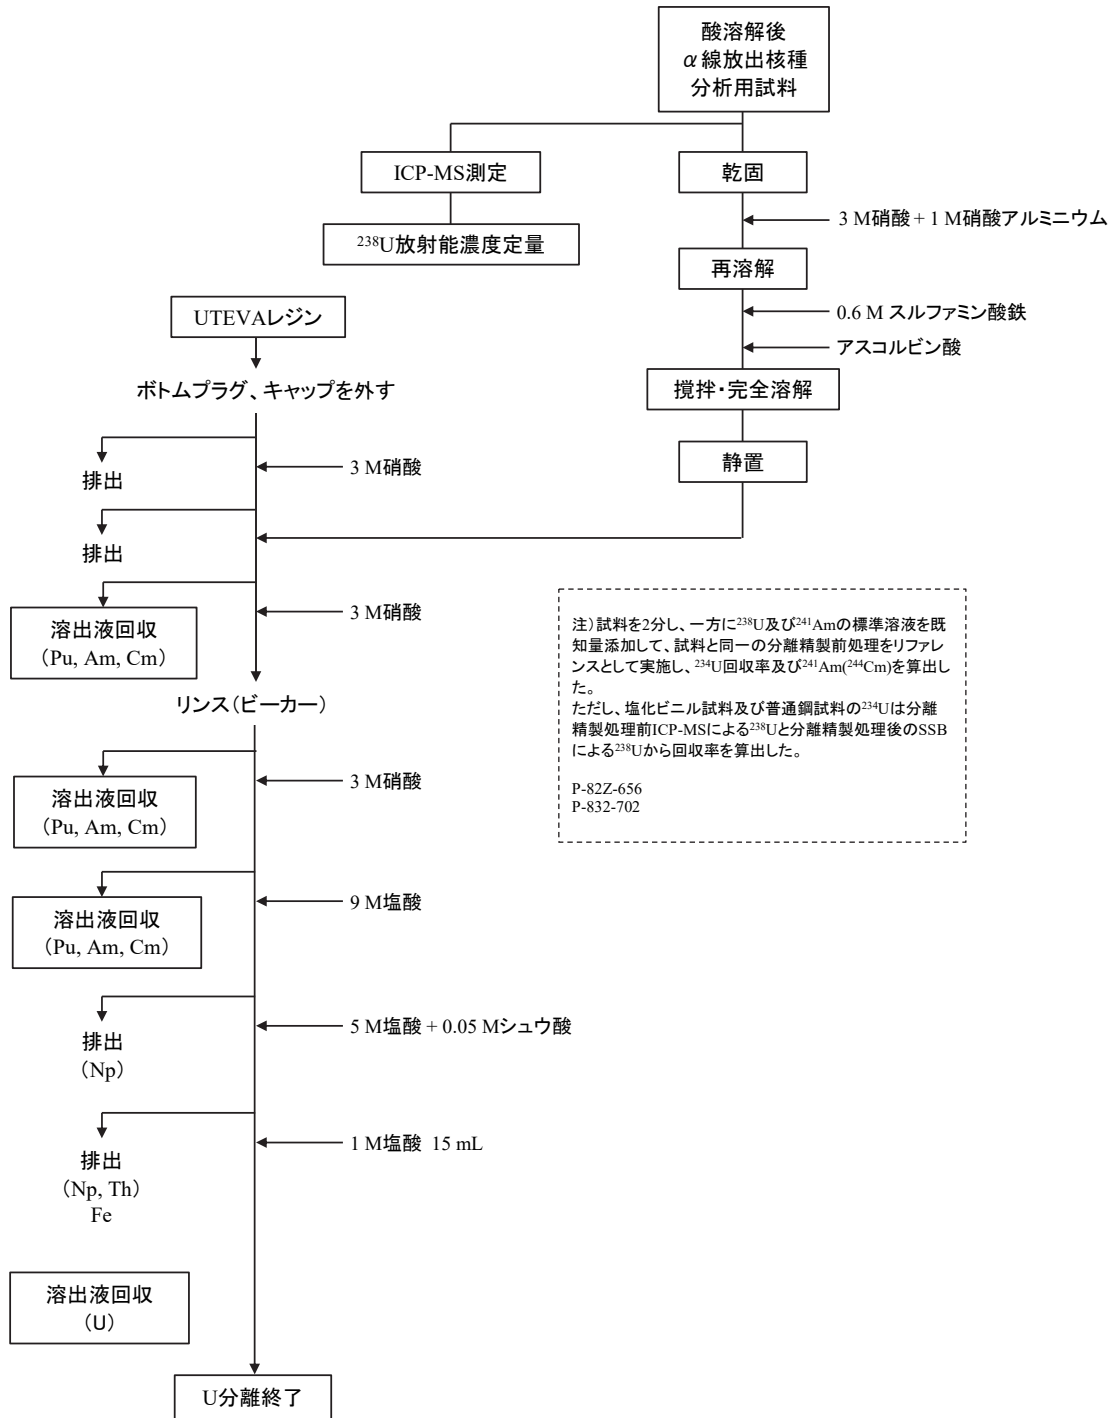 酸溶解後
α線放出核種
分析用試料
ICP-MS測定
乾固
3 M硝酸 + 1 M硝酸アルミニウム
²³⁸U放射能濃度定量
再溶解
UTEVAレジン
0.6 M スルファミン酸鉄
アスコルビン酸
ボトムプラグ、キャップを外す
撹拌・完全溶解
3 M硝酸
静置
排出
排出
3 M硝酸
溶出液回収
(Pu, Am, Cm)
注）試料を2分し、一方に²³⁸U及び²⁴¹Amの標準溶液を既
知量添加して、試料と同一の分離精製前処理をリファレ
ンスとして実施し、²³⁴U回収率及び²⁴¹Am(²⁴⁴Cm)を算出し
た。
ただし、塩化ビニル試料及び普通鋼試料の²³⁴Uは分離
精製処理前ICP-MSによる²³⁸Uと分離精製処理後のSSB
による²³⁸Uから回収率を算出した。
P-82Z-656
P-832-702
リンス（ビーカー）
3 M硝酸
溶出液回収
（Pu, Am, Cm）
9 M塩酸
溶出液回収
（Pu, Am, Cm）
5 M塩酸 + 0.05 Mシュウ酸
排出
（Np）
1 M塩酸 15 mL
排出
(Np, Th)
Fe
溶出液回収
（U）
U分離終了